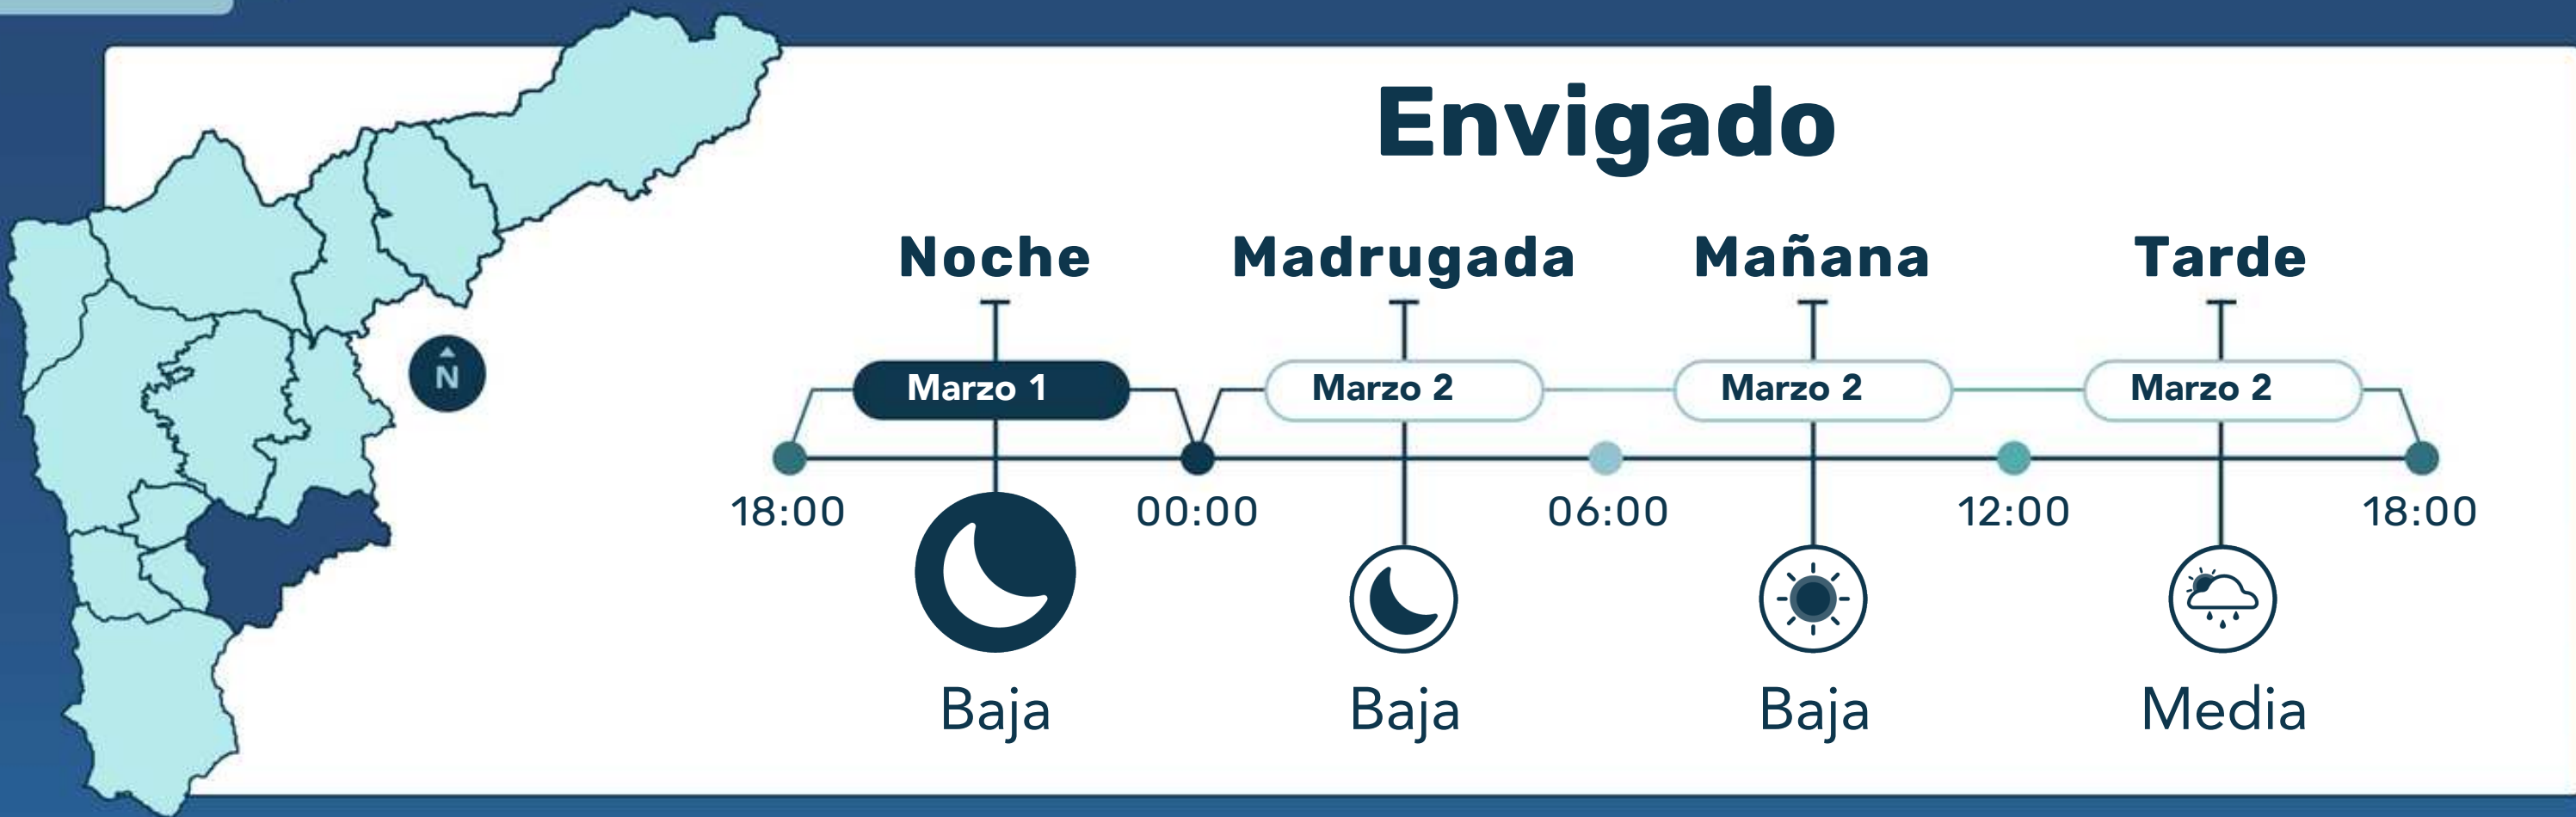 Envigado
Noche Madrugada Mañana Tarde
N
Marzo 1 Marzo 2 Marzo 2 Marzo 2
18:00 00:00 06:00 12:00 18:00
Baja Baja Baja Media